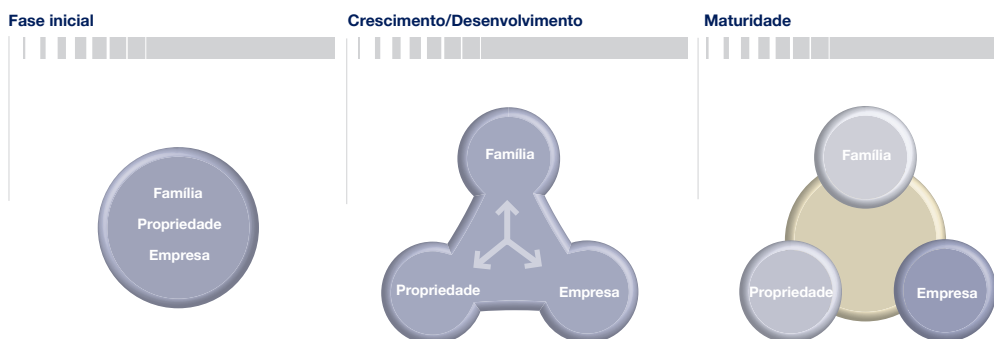 Fase inicial
Família
Propriedade
Empresa
Crescimento/Desenvolvimento
Família
Propriedade
Empresa
Maturidade
Família
Propriedade
Empresa